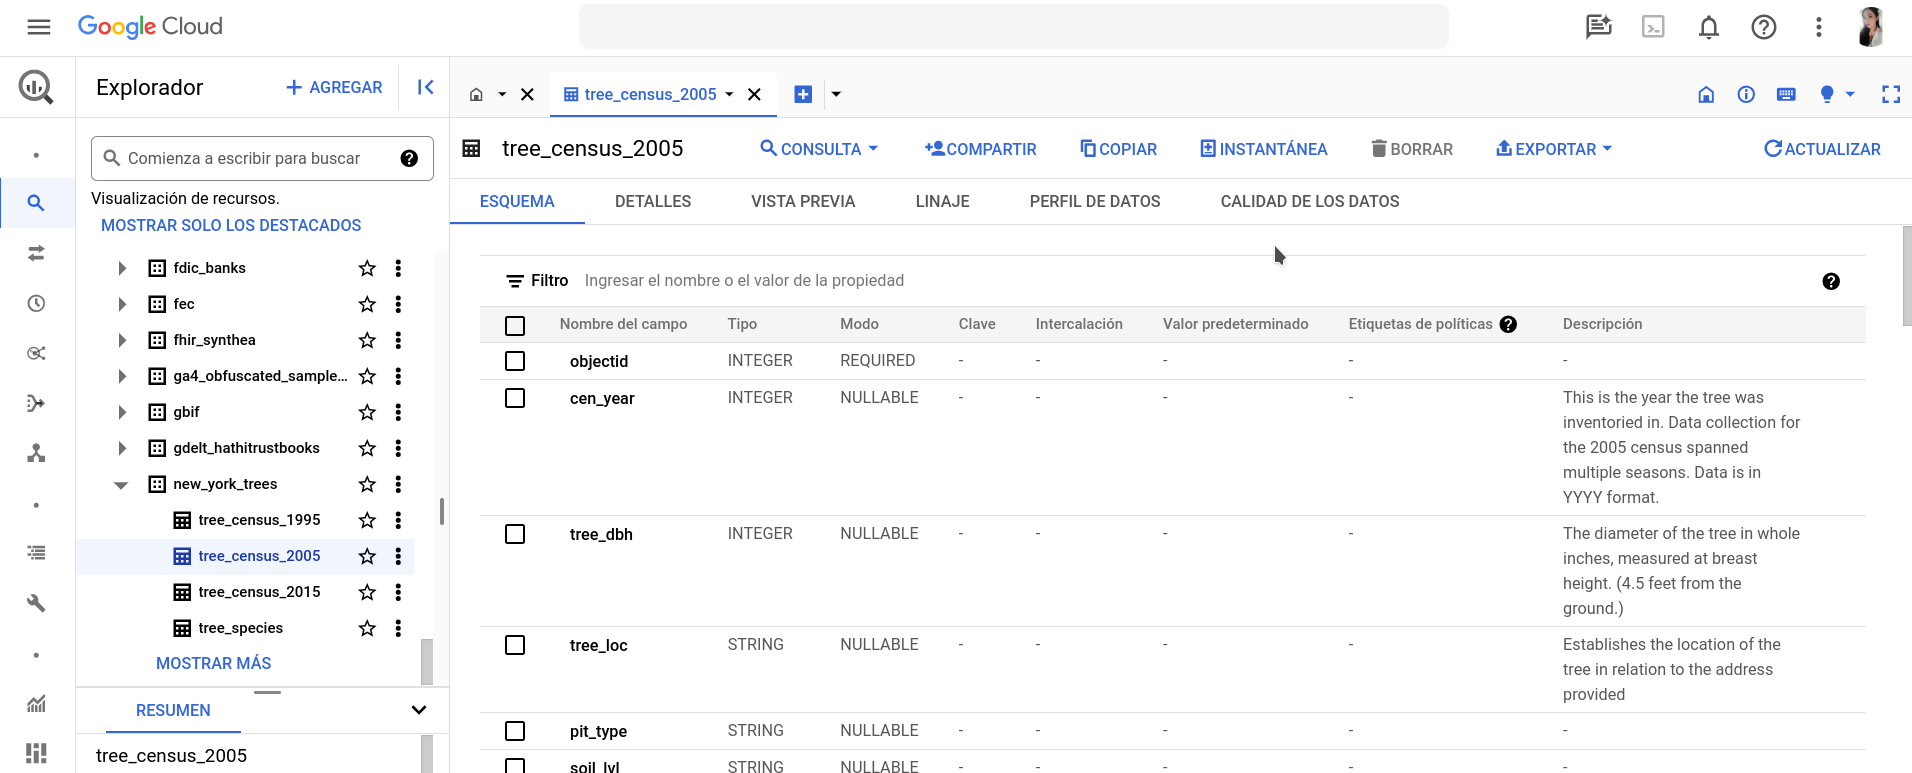 Google Cloud
Explorador
AGREGAR
Comienza a escribir para buscar
Visualización de recursos.
MOSTRAR SOLO LOS DESTACADOS
fdic_banks
fec
fhir_synthea
ga4_obfuscated_sample...
gbif
gdelt_hathitrustbooks
new_york_trees
tree_census_1995
tree_census_2005
tree_census_2015
tree_species
MOSTRAR MÁS
RESUMEN
tree_census_2005
tree_census_2005
tree_census_2005
CONSULTA
COMPARTIR
COPIAR
INSTANTÁNEA
BORRAR
EXPORTAR
ACTUALIZAR
ESQUEMA
DETALLES
VISTA PREVIA
LINAJE
PERFIL DE DATOS
CALIDAD DE LOS DATOS
Filtro Ingresar el nombre o el valor de la propiedad
Nombre del campo Tipo Modo Clave Intercalación Valor predeterminado Etiquetas de políticas Descripción
objectid INTEGER REQUIRED - - - - -
cen_year INTEGER NULLABLE - - - - This is the year the tree was
inventoried in. Data collection for
the 2005 census spanned
multiple seasons. Data is in
YYYY format.
tree_dbh INTEGER NULLABLE - - - - The diameter of the tree in whole
inches, measured at breast
height. (4.5 feet from the
ground.)
tree_loc STRING NULLABLE - - - - Establishes the location of the
tree in relation to the address
provided
pit_type STRING NULLABLE - - - - -
soil_lvl STRING NULLABLE - - - - -